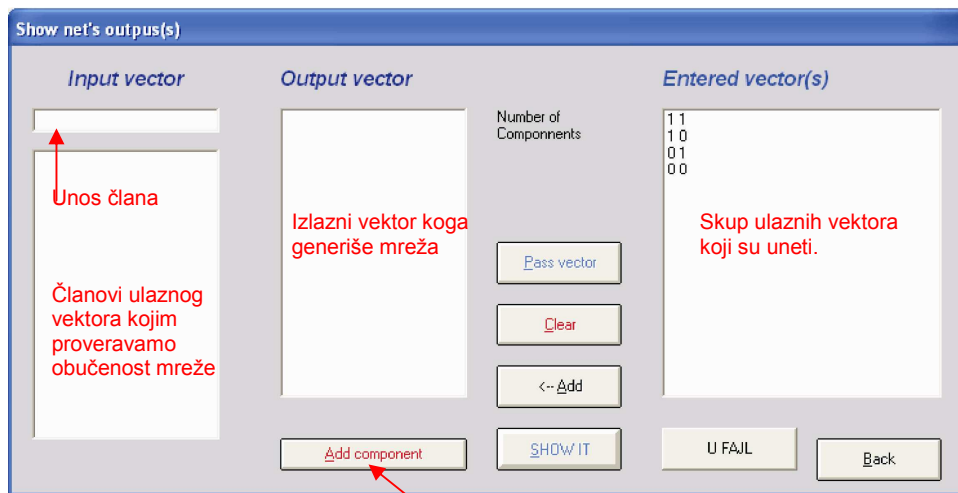 Show net's outpus(s)
Input vector
Output vector
Entered vector(s)
Number of
Componnents
1 1
1 0
0 1
0 0
Unos člana
Izlazni vektor koga
generiše mreža
Skup ulaznih vektora
koji su uneti.
Pass vector
Članovi ulaznog
vektora kojim
proveravamo
obučenost mreže
Clear
<-- Add
Add component
SHOW IT
U FAJL
Back